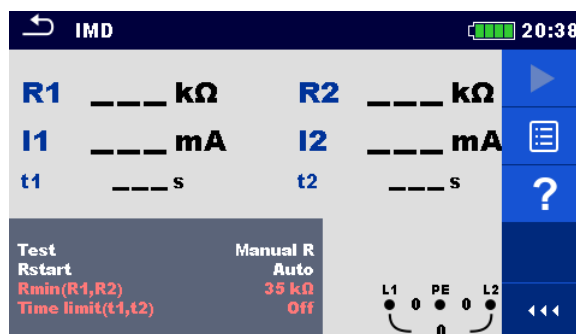 IMD 20:38
R1 ___ kΩ R2 ___ kΩ
I1 ___ mA I2 ___ mA
t1 ___ s t2 ___ s
Test Manual R
Rstart Auto
Rmin(R1,R2) 35 kΩ
Time limit(t1,t2) Off
L1 PE L2
0 0
0
?